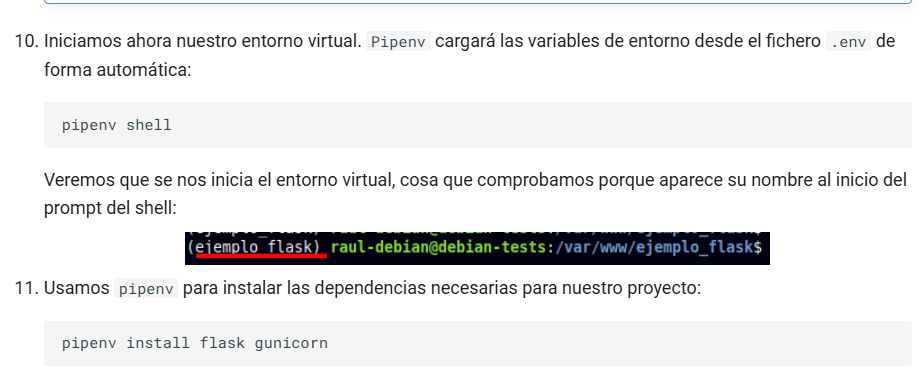 10. Iniciamos ahora nuestro entorno virtual. Pipenv cargará las variables de entorno desde el fichero .env de
forma automática:
pipenv shell
Veremos que se nos inicia el entorno virtual, cosa que comprobamos porque aparece su nombre al inicio del
prompt del shell:
(ejemplo_flask) raul-debian@debian-tests:/var/www/ejemplo_flask$
11. Usamos pipenv para instalar las dependencias necesarias para nuestro proyecto:
pipenv install flask gunicorn